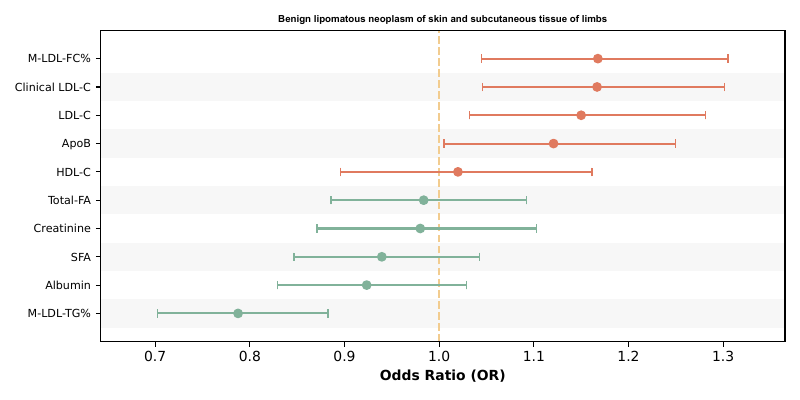 Benign lipomatous neoplasm of skin and subcutaneous tissue of limbs
M-LDL-FC%
Clinical LDL-C
LDL-C
ApoB
HDL-C
Total-FA
Creatinine
SFA
Albumin
M-LDL-TG%
0.7 0.8 0.9 1.0 1.1 1.2 1.3
Odds Ratio (OR)